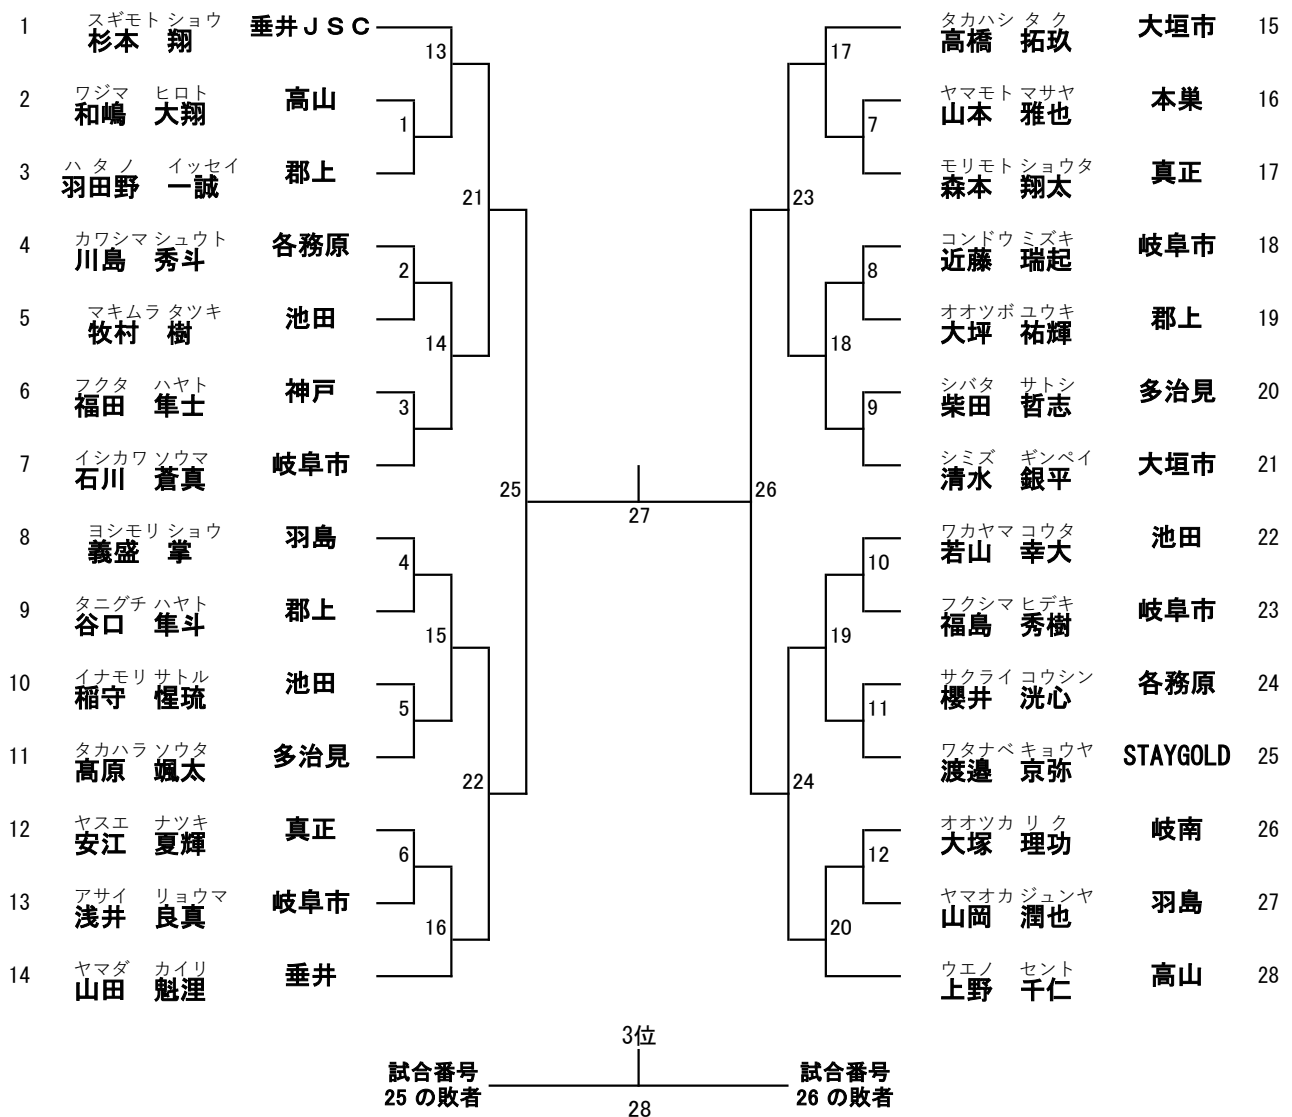 1 スギモト ショウ 杉本 翔 垂井ＪＳＣ
2 ワジマ ヒロト 和嶋 大翔 高山
3 ハタノ イッセイ 羽田野 一誠 郡上
4 カワシマ シュウト 川島 秀斗 各務原
5 マキムラ タツキ 牧村 樹 池田
6 フクタ ハヤト 福田 隼士 神戸
7 イシカワ ソウマ 石川 蒼真 岐阜市
8 ヨシモリ ショウ 義盛 掌 羽島
9 タニグチ ハヤト 谷口 隼斗 郡上
10 イナモリ サトル 稲守 惺琉 池田
11 タカハラ ソウタ 髙原 颯太 多治見
12 ヤスエ ナツキ 安江 夏輝 真正
13 アサイ リョウマ 浅井 良真 岐阜市
14 ヤマダ カイリ 山田 魁浬 垂井
13
1
21
2
14
3
25
4
15
5
22
6
16
27
17
7
23
8
18
9
26
10
19
11
24
12
20
タカハシ タク 高橋 拓玖 大垣市 15
ヤマモト マサヤ 山本 雅也 本巣 16
モリモト ショウタ 森本 翔太 真正 17
コンドウ ミズキ 近藤 瑞起 岐阜市 18
オオツボ ユウキ 大坪 祐輝 郡上 19
シバタ サトシ 柴田 哲志 多治見 20
シミズ ギンペイ 清水 銀平 大垣市 21
ワカヤマ コウタ 若山 幸大 池田 22
フクシマ ヒデキ 福島 秀樹 岐阜市 23
サクライ コウシン 櫻井 洸心 各務原 24
ワタナベ キョウヤ 渡邉 京弥 STAYGOLD 25
オオツカ リク 大塚 理功 岐南 26
ヤマオカ ジュンヤ 山岡 潤也 羽島 27
ウエノ セント 上野 千仁 高山 28
3位
試合番号
25 の敗者
28
試合番号
26 の敗者